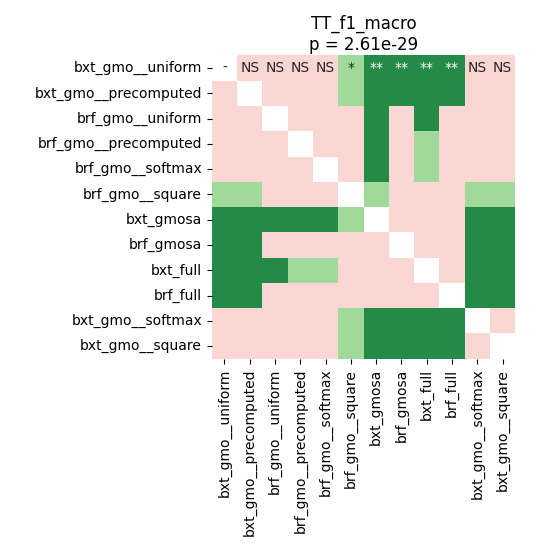 TT_f1_macro
p = 2.61e-29
bxt_gmo__uniform
- NS NS NS NS * ** ** ** ** NS NS
bxt_gmo__precomputed
brf_gmo__uniform
brf_gmo__precomputed
brf_gmo__softmax
brf_gmo__square
bxt_gmosa
brf_gmosa
bxt_full
brf_full
bxt_gmo__softmax
bxt_gmo__square
bxt_gmo__uniform
bxt_gmo__precomputed
brf_gmo__uniform
brf_gmo__precomputed
brf_gmo__softmax
brf_gmo__square
bxt_gmosa
brf_gmosa
bxt_full
brf_full
bxt_gmo__softmax
bxt_gmo__square